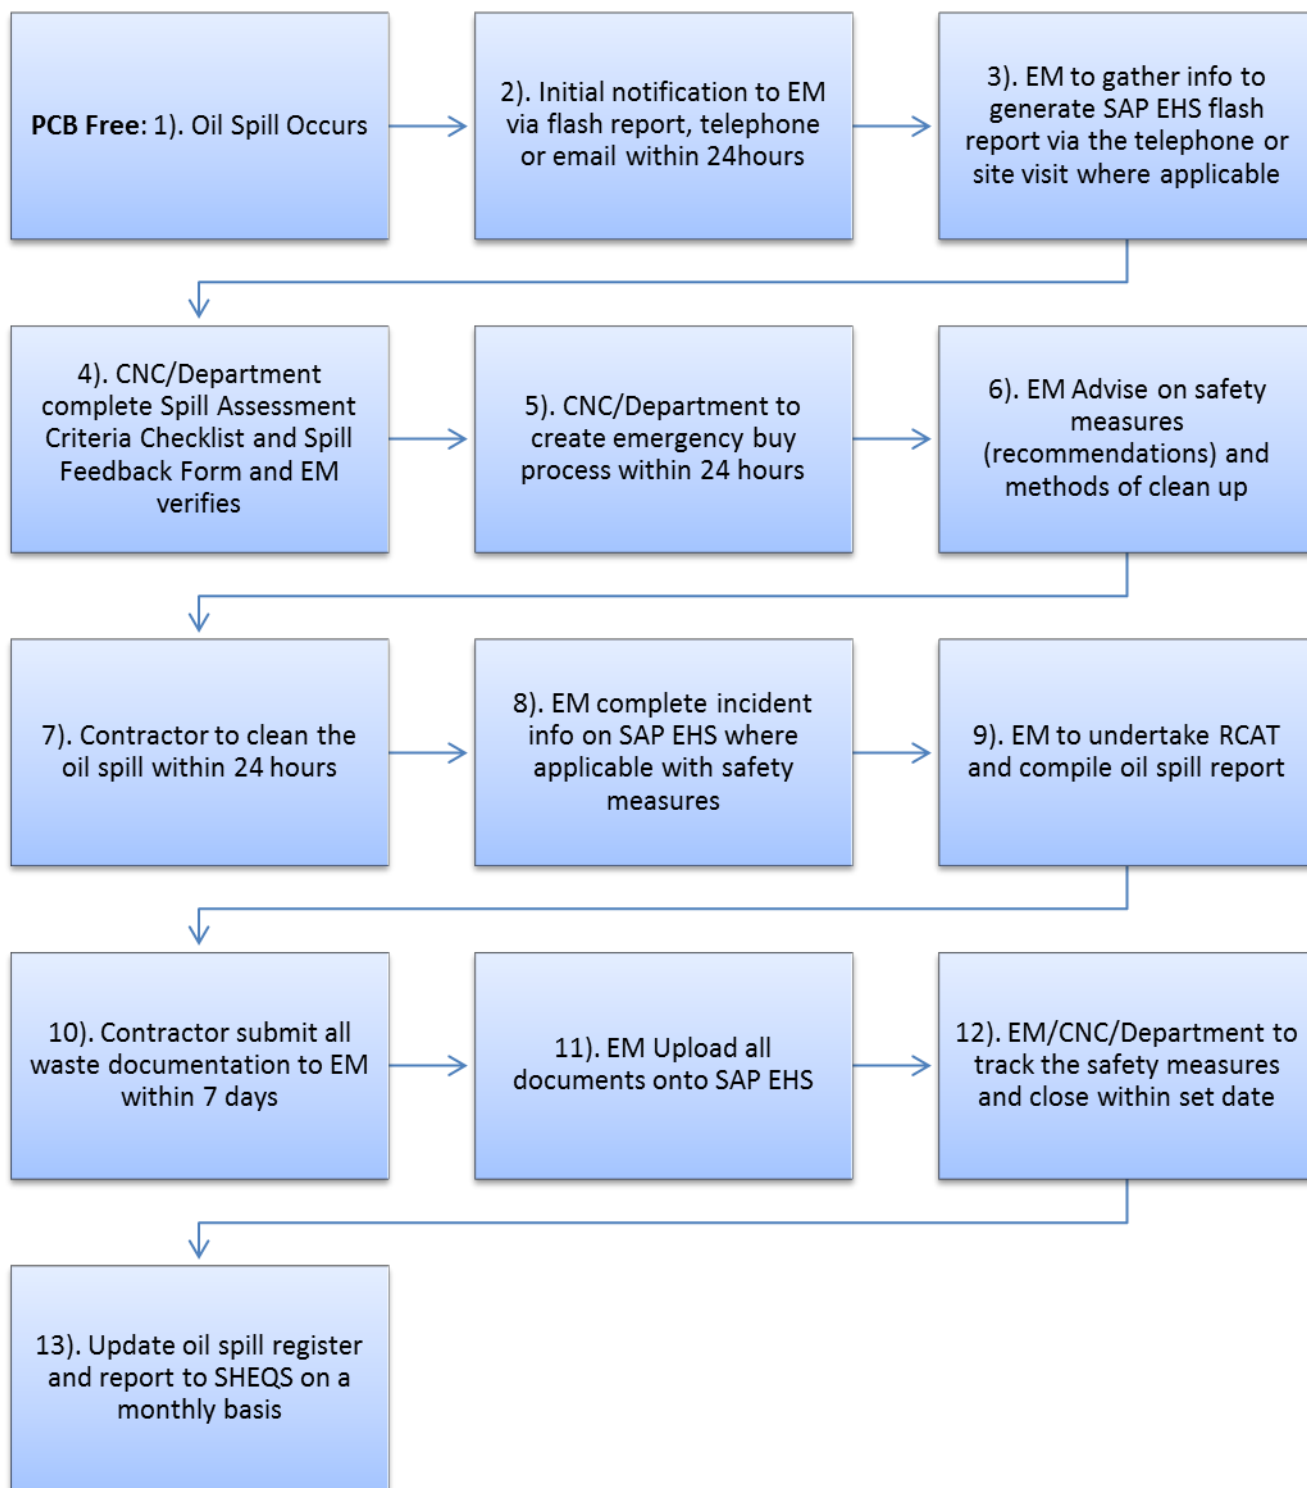 PCB Free: 1). Oil Spill Occurs
2). Initial notification to EM
via flash report, telephone
or email within 24hours
3). EM to gather info to
generate SAP EHS flash
report via the telephone or
site visit where applicable
4). CNC/Department
complete Spill Assessment
Criteria Checklist and Spill
Feedback Form and EM
verifies
5). CNC/Department to
create emergency buy
process within 24 hours
6). EM Advise on safety
measures
(recommendations) and
methods of clean up
7). Contractor to clean the
oil spill within 24 hours
8). EM complete incident
info on SAP EHS where
applicable with safety
measures
9). EM to undertake RCAT
and compile oil spill report
10). Contractor submit all
waste documentation to EM
within 7 days
11). EM Upload all
documents onto SAP EHS
12). EM/CNC/Department to
track the safety measures
and close within set date
13). Update oil spill register
and report to SHEQS on a
monthly basis